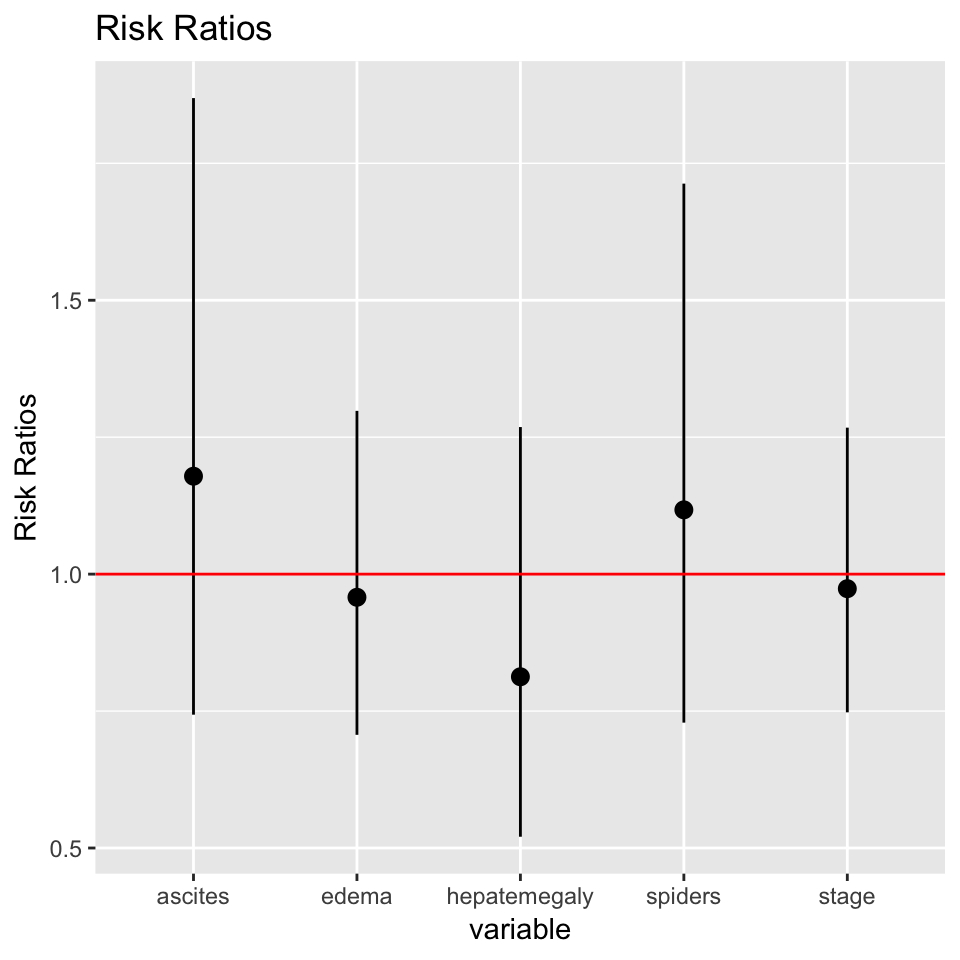 Risk Ratios
Risk Ratios
1.5
1.0
0.5
ascites
edema
hepatemegaly
spiders
stage
variable